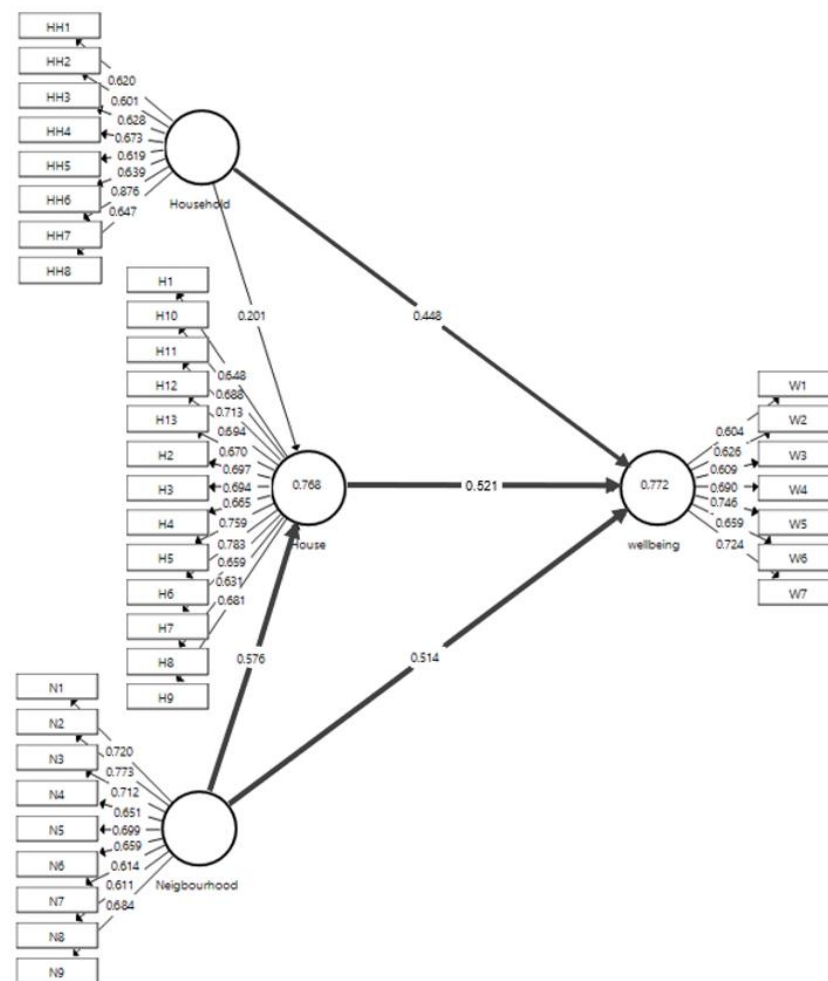 HH1
HH2
HH3
HH4
HH5
HH6
HH7
HH8
0.620
0.601
0.628
0.673
0.619
0.639
0.876
0.647
Household
0.201
0.448
H1
H10
H11
H12
H13
H2
H3
H4
H5
H6
H7
H8
H9
0.648
0.688
0.713
0.694
0.670
0.697
0.694
0.665
0.759
0.783
0.659
0.631
0.681
0.768
House
0.521
0.576
0.514
0.772
wellbeing
0.604
0.626
0.609
0.690
0.746
0.659
0.724
W1
W2
W3
W4
W5
W6
W7
N1
N2
N3
N4
N5
N6
N7
N8
N9
0.720
0.773
0.712
0.651
0.699
0.659
0.614
0.611
0.684
Neigbourhood